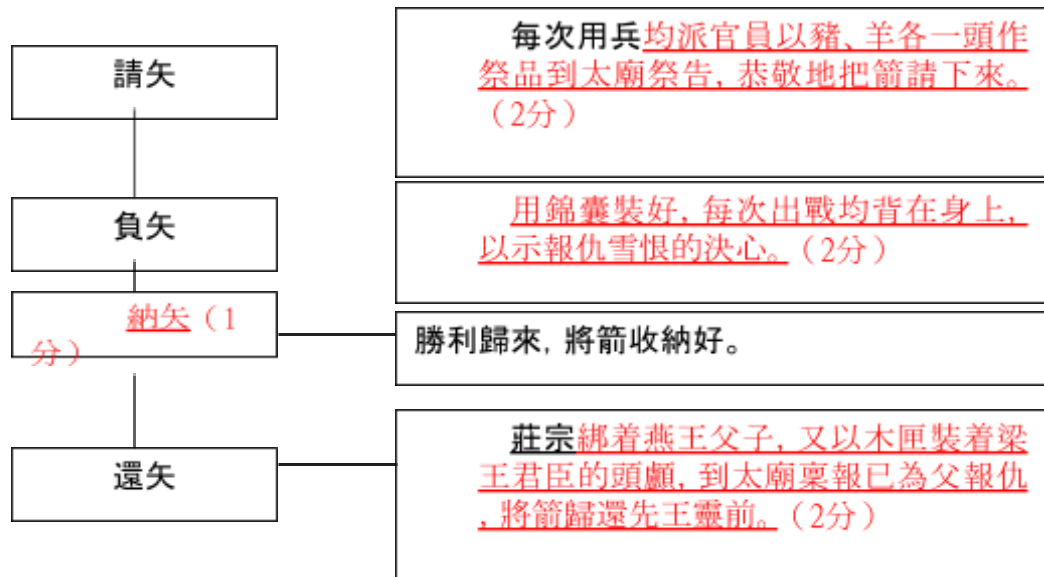 請矢
每次用兵均派官員以豬、羊各一頭作
祭品到太廟祭告, 恭敬地把箭請下來。
（2分）
負矢
用錦囊裝好, 每次出戰均背在身上,
以示報仇雪恨的決心。（2分）
納矢（1
分）
勝利歸來, 將箭收納好。
還矢
莊宗綁着燕王父子, 又以木匣裝着梁
王君臣的頭顱, 到太廟稟報已為父報仇
, 將箭歸還先王靈前。（2分）